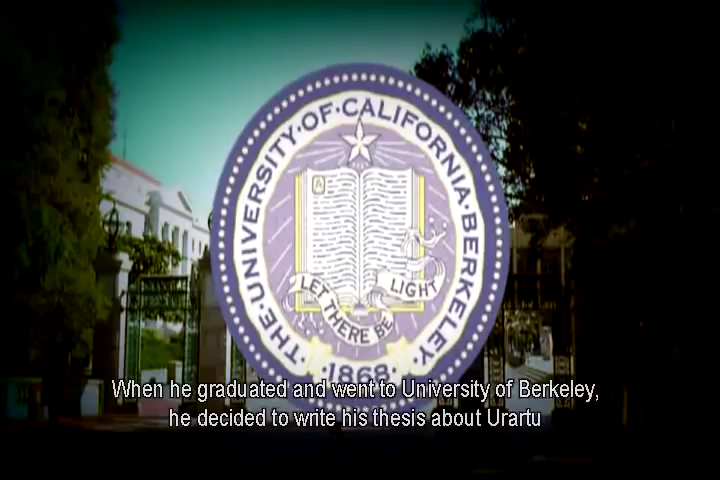 THE·UNIVERSITY·OF·CALIFORNIA·BERKELEY·
A
LET THERE BE LIGHT
·1868·
When he graduated and went to University of Berkeley,
he decided to write his thesis about Urartu